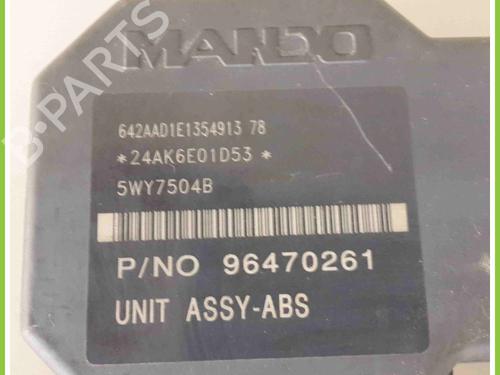 MANDO
642AAD1E1354913 78
*24AK6E01D53 *
5WY7504B
P/NO 96470261
UNIT ASSY-ABS
B-PARTS